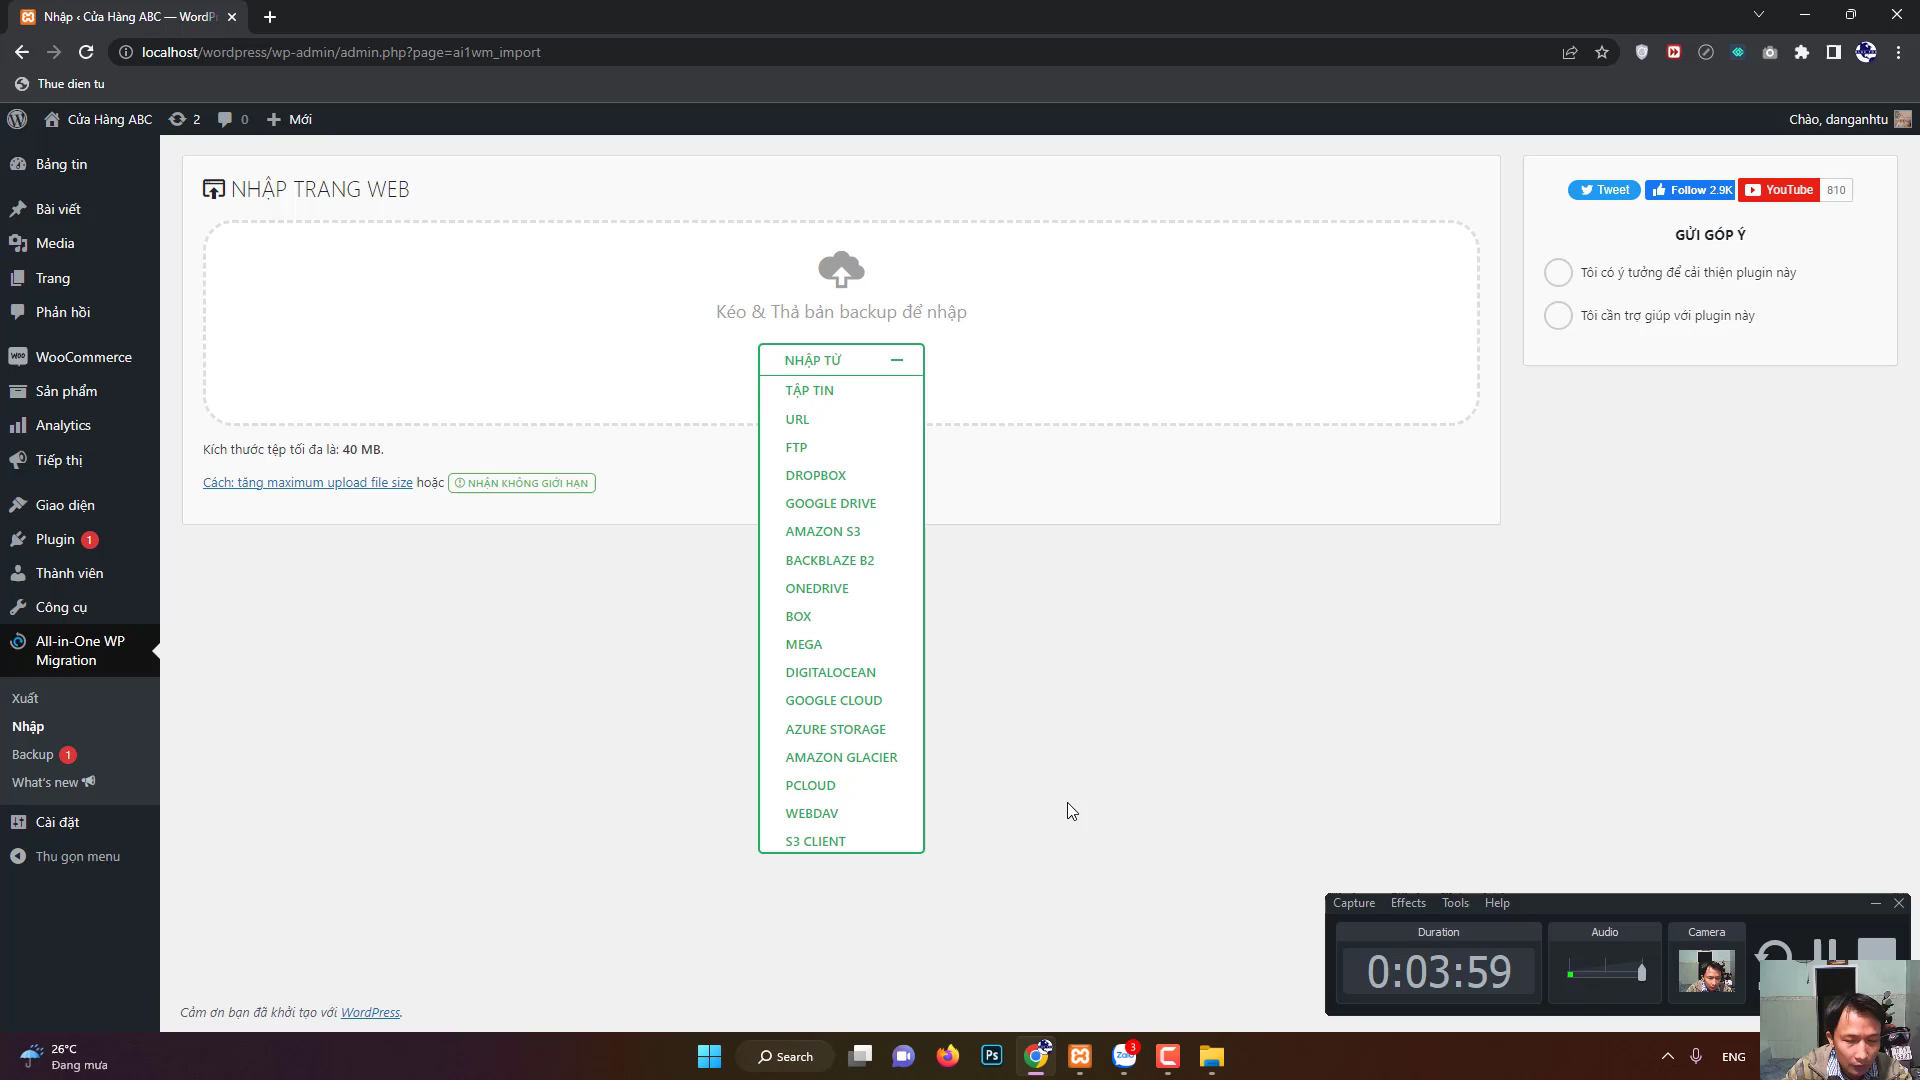 Nhập ‹ Cửa Hàng ABC — WordPr
localhost/wordpress/wp-admin/admin.php?page=ai1wm_import
Thue dien tu
Cửa Hàng ABC
2
0
Mới
Chào, danganhtu
Bảng tin
Bài viết
Media
Trang
Phản hồi
WooCommerce
Sản phẩm
Analytics
Tiếp thị
Giao diện
Plugin 1
Thành viên
Công cụ
All-in-One WP
Migration
Xuất
Nhập
Backup 1
What's new
Cài đặt
Thu gọn menu
NHẬP TRANG WEB
Kéo & Thả bản backup để nhập
NHẬP TỪ
TẬP TIN
URL
FTP
DROPBOX
GOOGLE DRIVE
AMAZON S3
BACKBLAZE B2
ONEDRIVE
BOX
MEGA
DIGITALOCEAN
GOOGLE CLOUD
AZURE STORAGE
AMAZON GLACIER
PCLOUD
WEBDAV
S3 CLIENT
Kích thước tệp tối đa là: 40 MB.
Cách: tăng maximum upload file size hoặc NHẬN KHÔNG GIỚI HẠN
Tweet
Follow 2.9K
YouTube 810
GỬI GÓP Ý
Tôi có ý tưởng để cải thiện plugin này
Tôi cần trợ giúp với plugin này
Cảm ơn bạn đã khởi tạo với WordPress.
Capture Effects Tools Help
Duration
0:03:59
Audio
Camera
26°C
Đang mưa
Search
Ps
Zalo
3
ENG